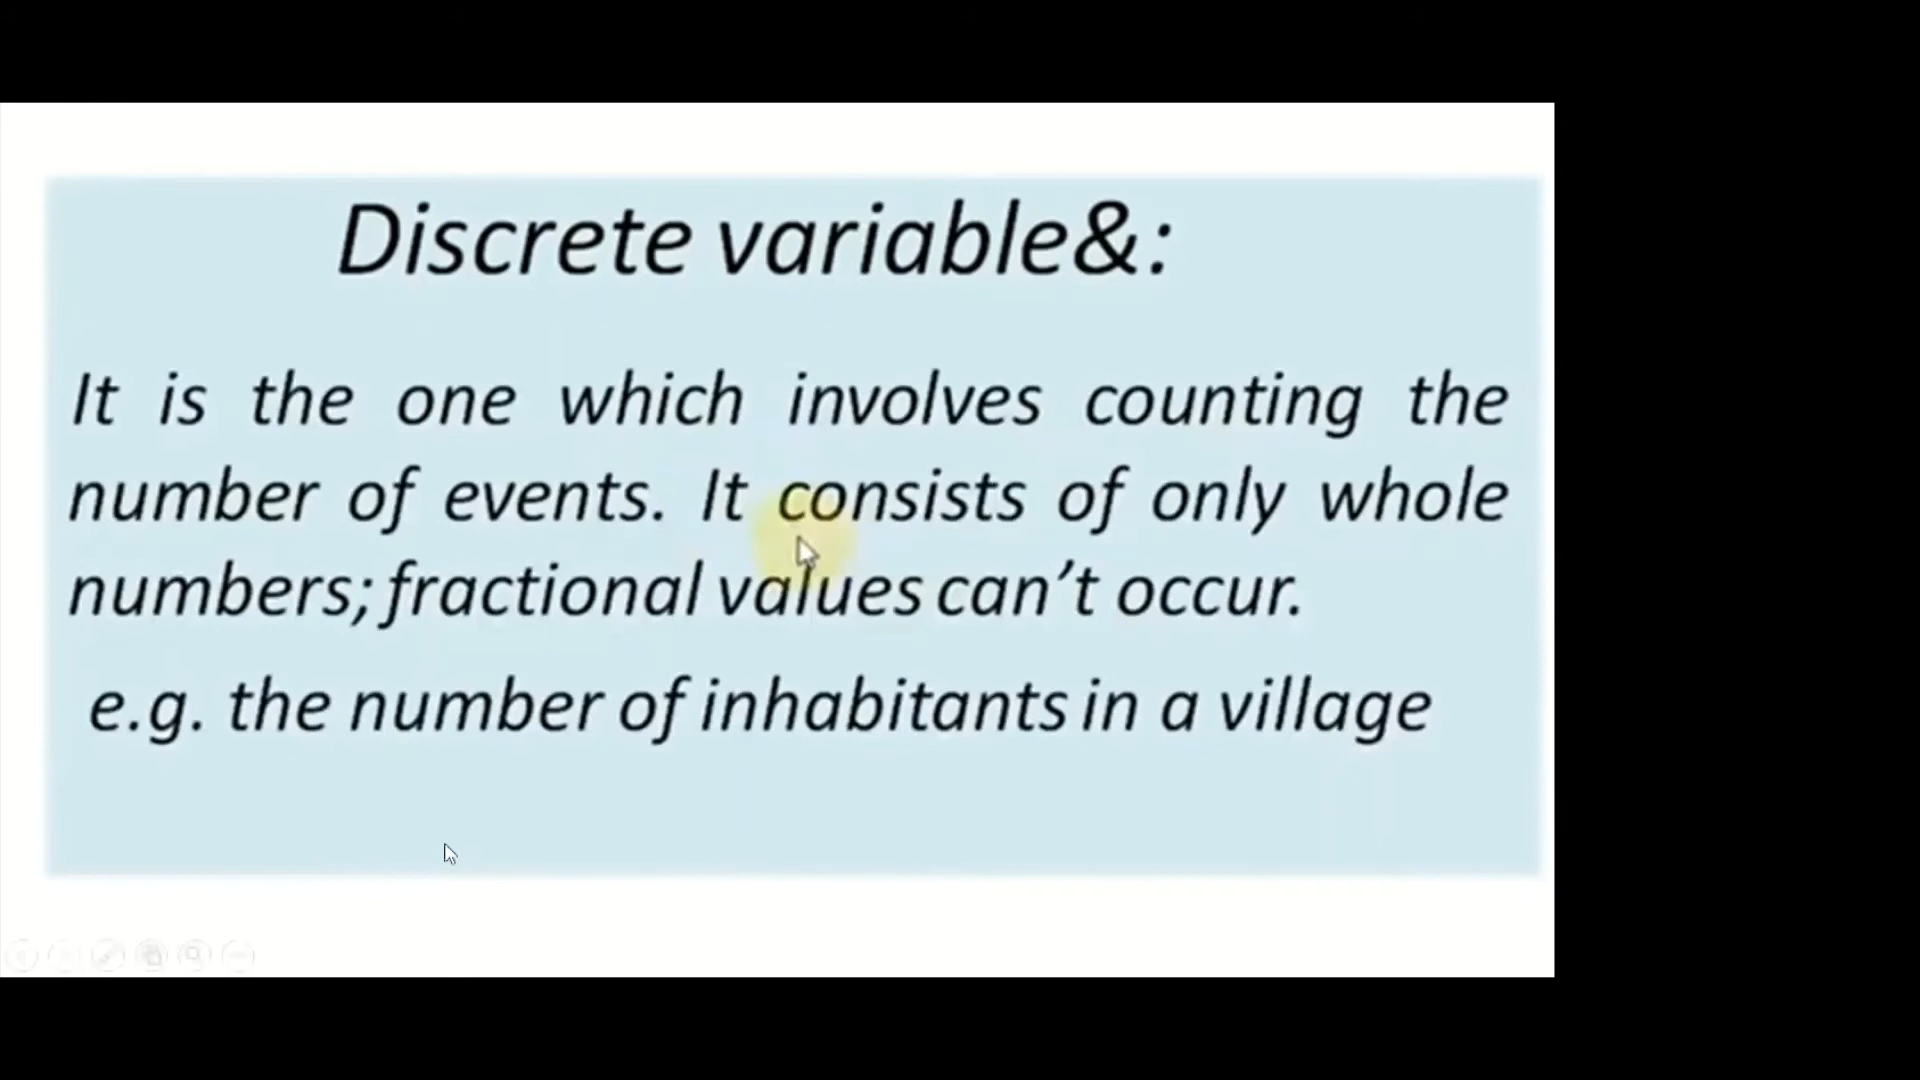 Discrete variable&:
It is the one which involves counting the
number of events. It consists of only whole
numbers; fractional values can’t occur.
e.g. the number of inhabitants in a village